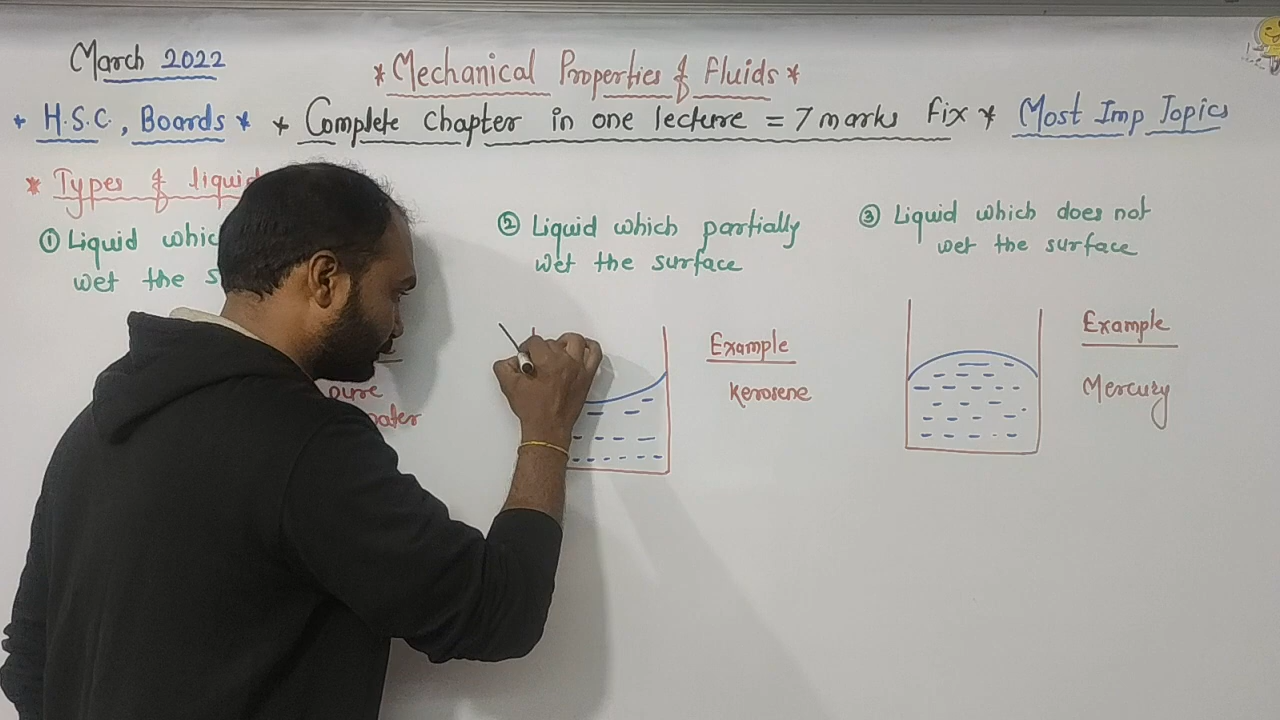 March 2022
* Mechanical Properties of Fluids *
* H.S.C, Boards * * Complete Chapter in one lecture = 7 marks Fix * Most Imp Topics
* Types of liquid
① Liquid which
wet the s
② Liquid which partially
wet the surface
③ Liquid which does not
wet the surface
pure
water
Example
Kerosene
Example
Mercury